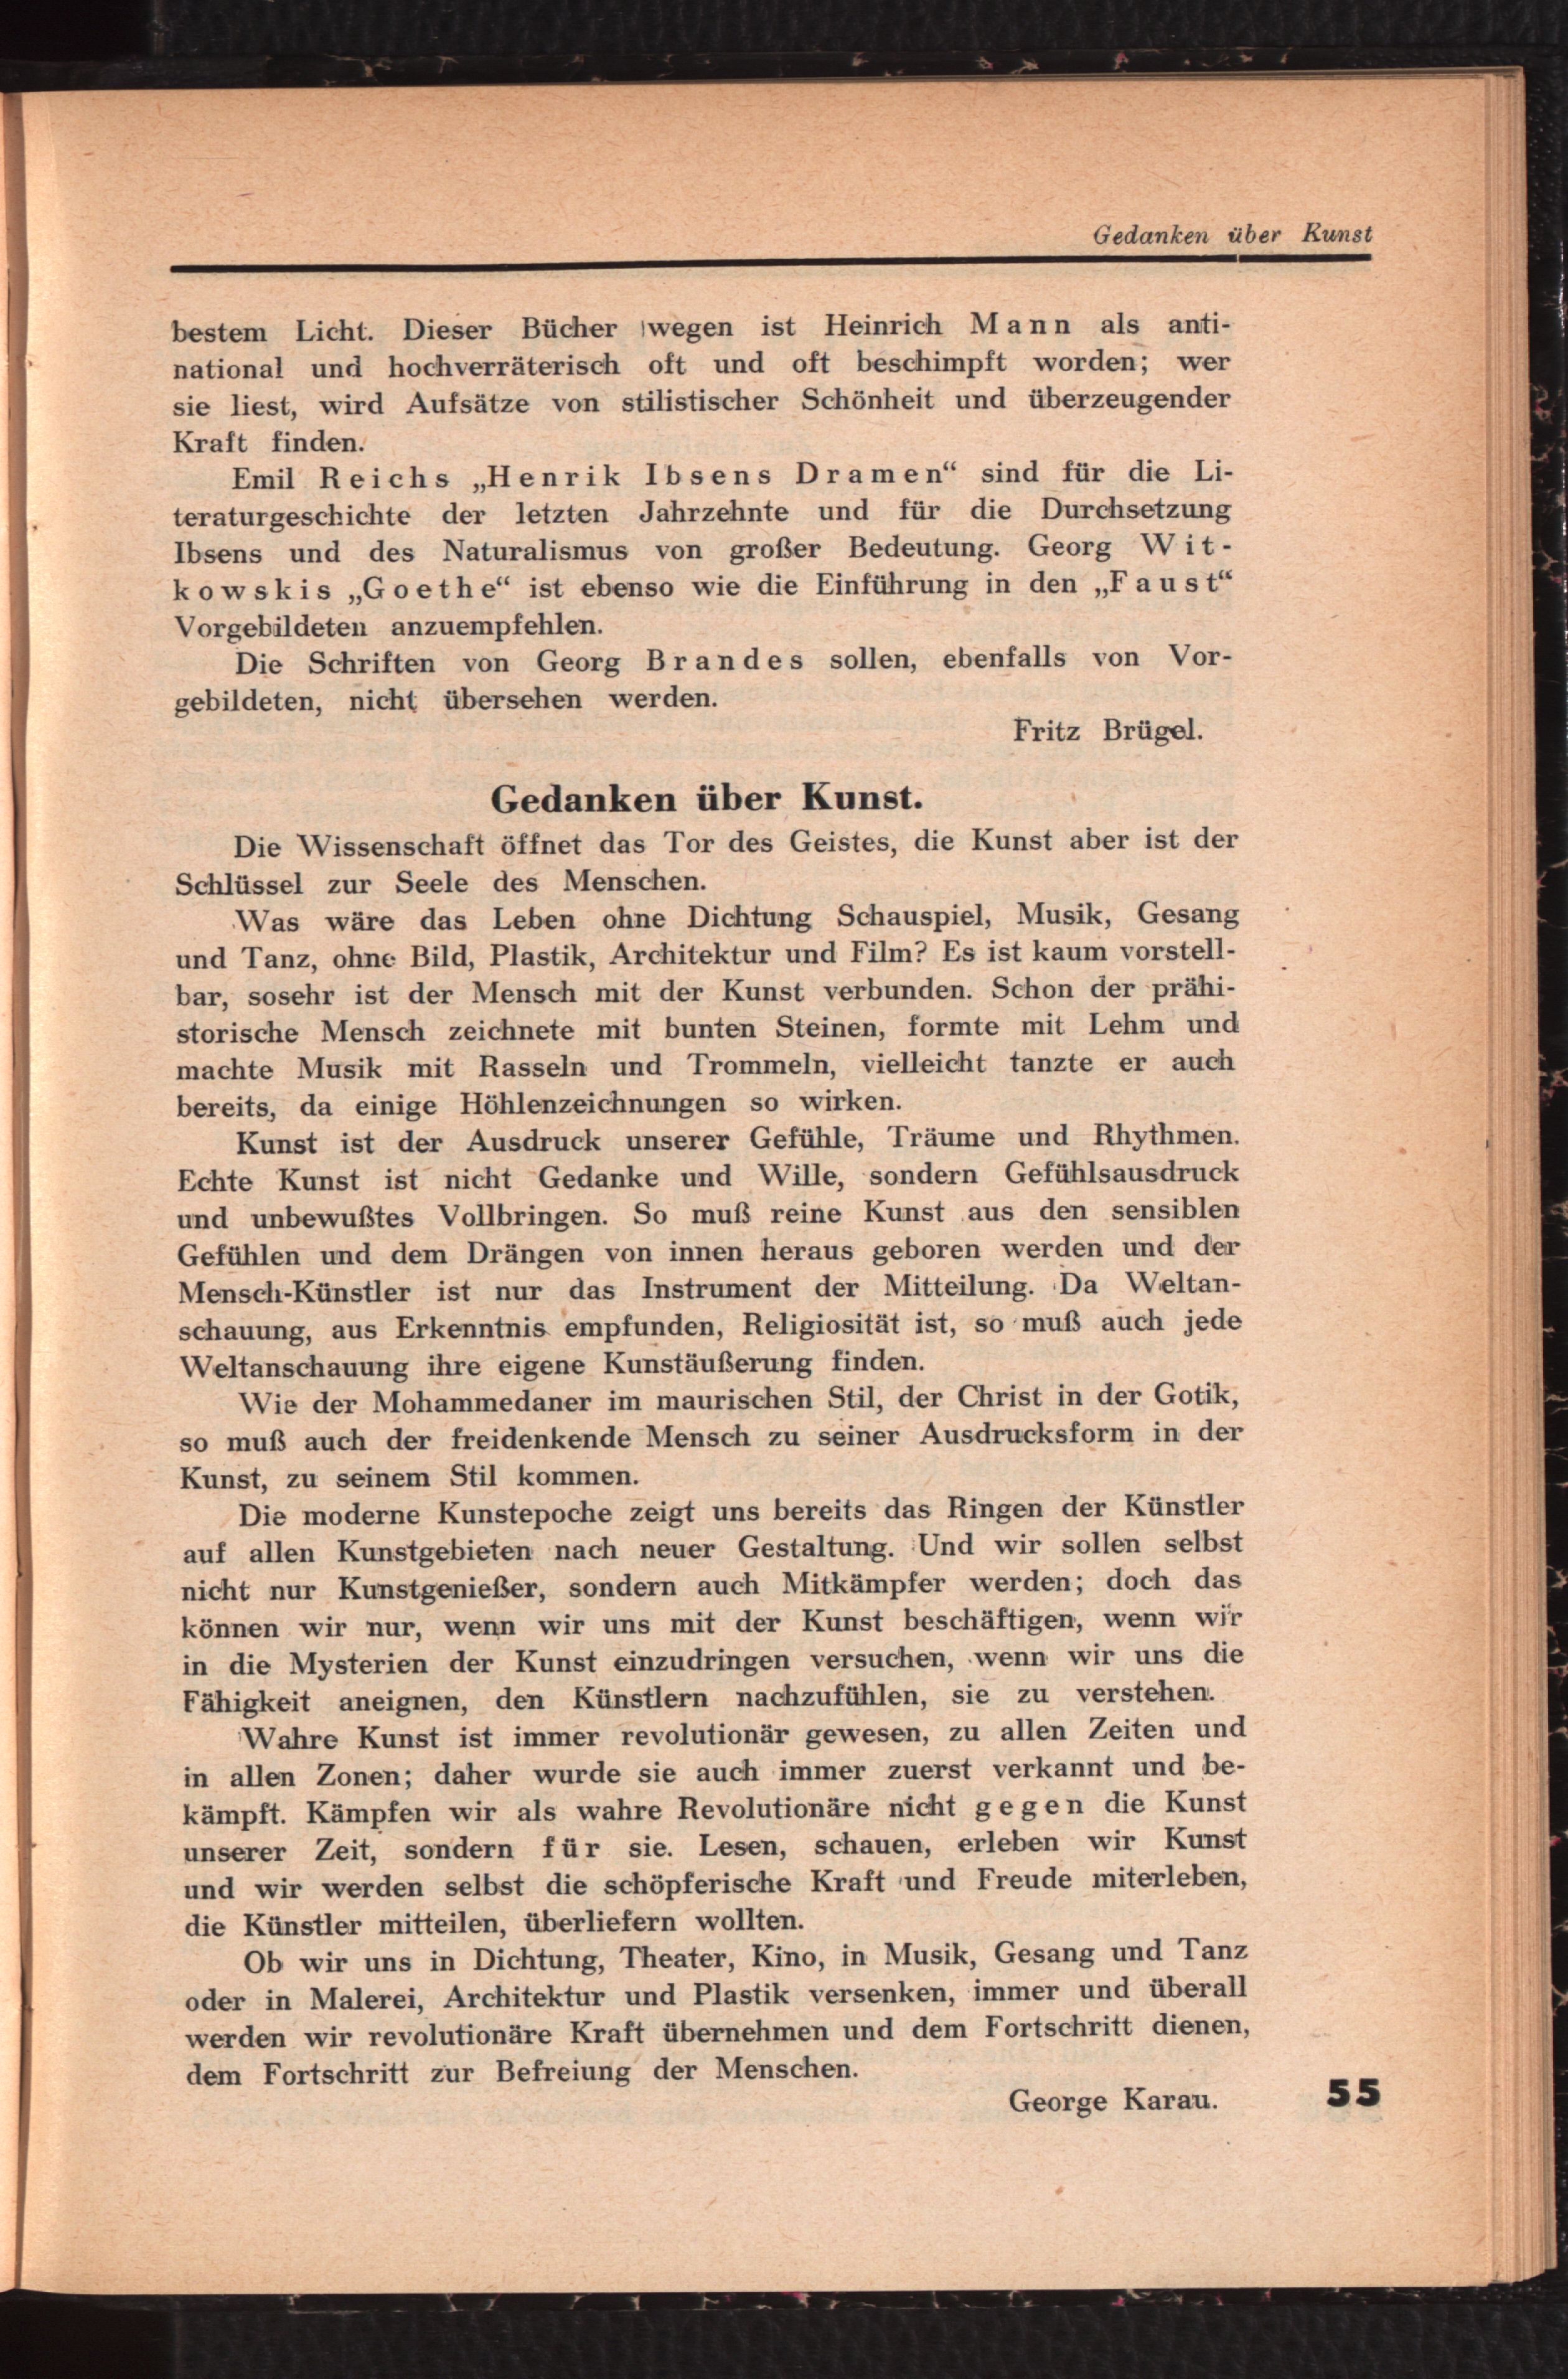 Gedanken über Kunst
bestem Licht. Dieser Bücher wegen ist Heinrich Mann als anti-
national und hochverräterisch oft und oft beschimpft worden; wer
sie liest, wird Aufsätze von stilistischer Schönheit und überzeugender
Kraft finden.
Emil Reichs „Henrik Ibsens Dramen“ sind für die Li-
teraturgeschichte der letzten Jahrzehnte und für die Durchsetzung
Ibsens und des Naturalismus von großer Bedeutung. Georg Wit-
kowskis „Goethe“ ist ebenso wie die Einführung in den „Faust“
Vorgebildeten anzuempfehlen.
Die Schriften von Georg Brandes sollen, ebenfalls von Vor-
gebildeten, nicht übersehen werden.
Fritz Brügel.
Gedanken über Kunst.
Die Wissenschaft öffnet das Tor des Geistes, die Kunst aber ist der
Schlüssel zur Seele des Menschen.
Was wäre das Leben ohne Dichtung Schauspiel, Musik, Gesang
und Tanz, ohne Bild, Plastik, Architektur und Film? Es ist kaum vorstell-
bar, sosehr ist der Mensch mit der Kunst verbunden. Schon der prähi-
storische Mensch zeichnete mit bunten Steinen, formte mit Lehm und
machte Musik mit Rasseln und Trommeln, vielleicht tanzte er auch
bereits, da einige Höhlenzeichnungen so wirken.
Kunst ist der Ausdruck unserer Gefühle, Träume und Rhythmen.
Echte Kunst ist nicht Gedanke und Wille, sondern Gefühlsausdruck
und unbewußtes Vollbringen. So muß reine Kunst aus den sensiblen
Gefühlen und dem Drängen von innen heraus geboren werden und der
Mensch-Künstler ist nur das Instrument der Mitteilung. Da Weltan-
schauung, aus Erkenntnis empfunden, Religiosität ist, so muß auch jede
Weltanschauung ihre eigene Kunstäußerung finden.
Wie der Mohammedaner im maurischen Stil, der Christ in der Gotik,
so muß auch der freidenkende Mensch zu seiner Ausdrucksform in der
Kunst, zu seinem Stil kommen.
Die moderne Kunstepoche zeigt uns bereits das Ringen der Künstler
auf allen Kunstgebieten nach neuer Gestaltung. Und wir sollen selbst
nicht nur Kunstgenießer, sondern auch Mitkämpfer werden; doch das
können wir nur, wenn wir uns mit der Kunst beschäftigen, wenn wir
in die Mysterien der Kunst einzudringen versuchen, wenn wir uns die
Fähigkeit aneignen, den Künstlern nachzufühlen, sie zu verstehen.
Wahre Kunst ist immer revolutionär gewesen, zu allen Zeiten und
in allen Zonen; daher wurde sie auch immer zuerst verkannt und be-
kämpft. Kämpfen wir als wahre Revolutionäre nicht gegen die Kunst
unserer Zeit, sondern für sie. Lesen, schauen, erleben wir Kunst
und wir werden selbst die schöpferische Kraft und Freude miterleben,
die Künstler mitteilen, überliefern wollten.
Ob wir uns in Dichtung, Theater, Kino, in Musik, Gesang und Tanz
oder in Malerei, Architektur und Plastik versenken, immer und überall
werden wir revolutionäre Kraft übernehmen und dem Fortschritt dienen,
dem Fortschritt zur Befreiung der Menschen.
George Karau.
55